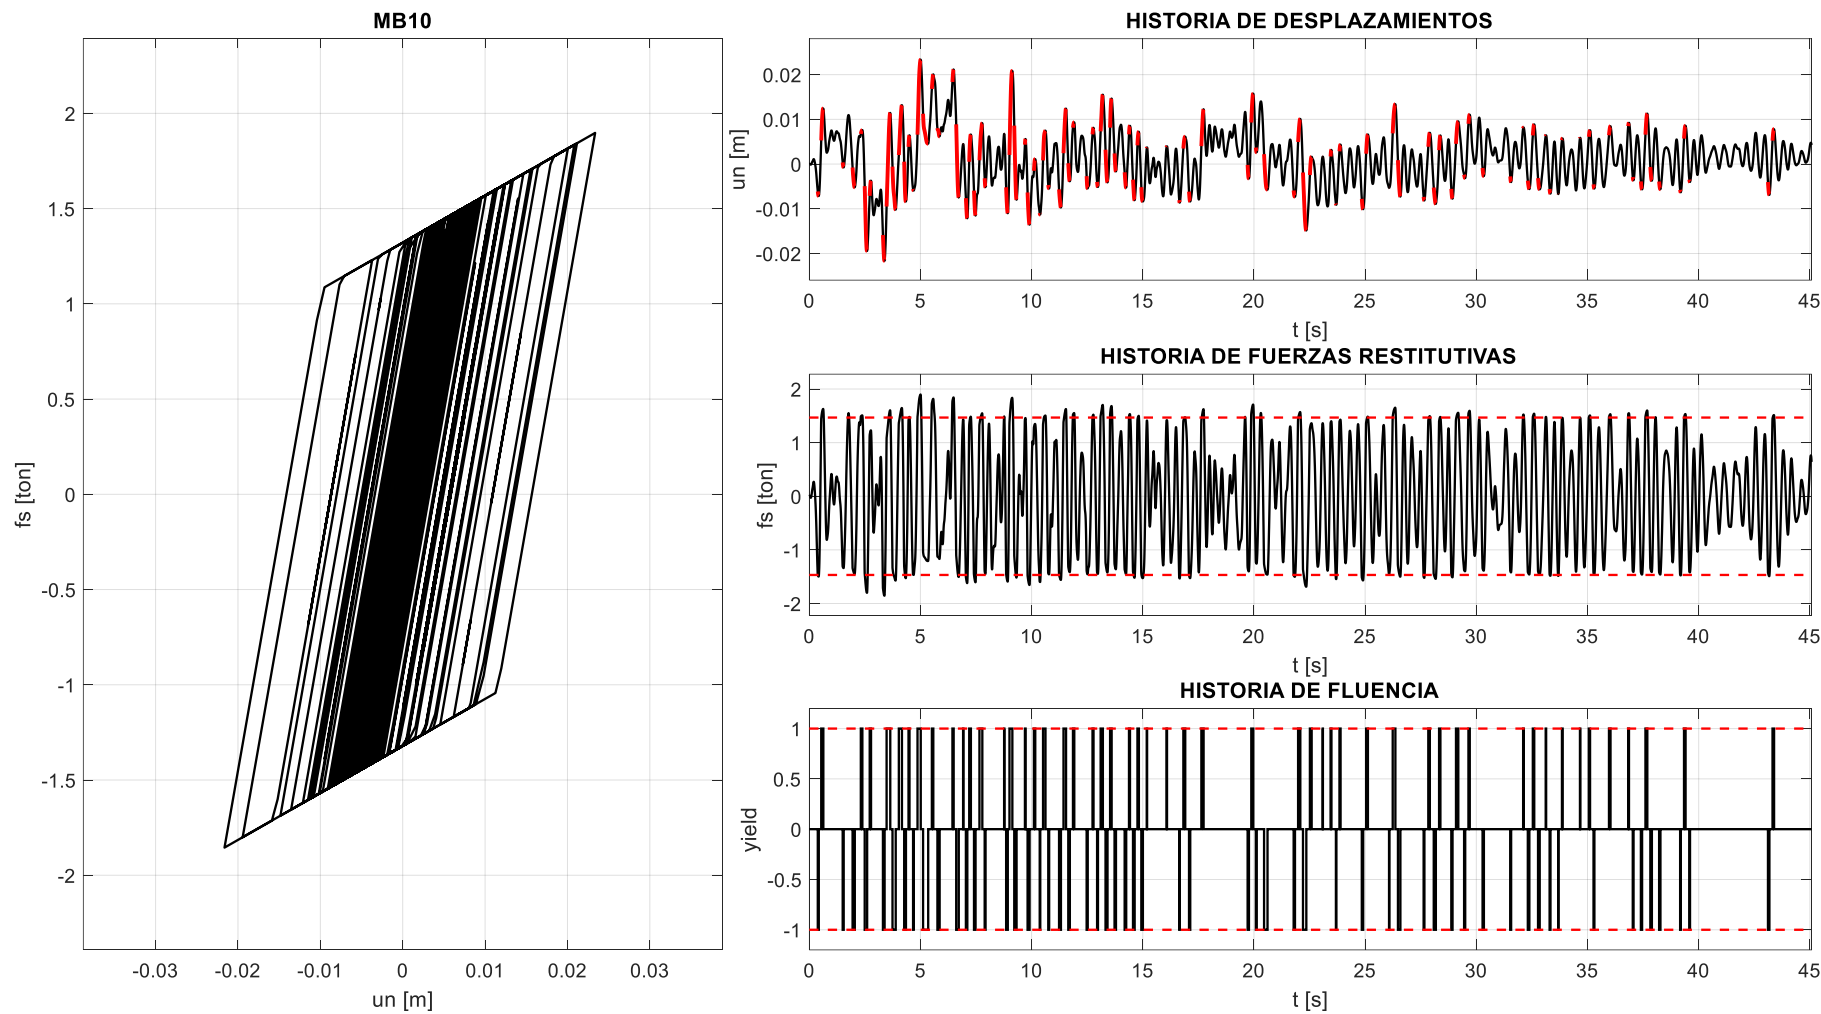 MB10
2
1.5
1
0.5
0
-0.5
-1
-1.5
-2
-0.03 -0.02 -0.01 0 0.01 0.02 0.03
un [m]
fs [ton]
HISTORIA DE DESPLAZAMIENTOS
0.02
0.01
0
-0.01
-0.02
0 5 10 15 20 25 30 35 40 45
t [s]
un [m]
HISTORIA DE FUERZAS RESTITUTIVAS
2
1
0
-1
-2
0 5 10 15 20 25 30 35 40 45
t [s]
fs [ton]
HISTORIA DE FLUENCIA
1
0.5
0
-0.5
-1
0 5 10 15 20 25 30 35 40 45
t [s]
yield